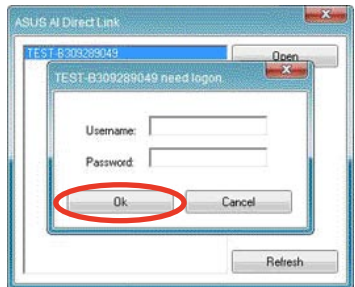 ASUS AI Direct Link
TEST-B309289049
Open
TEST-B309289049 need logon.
Username:
Password:
Ok
Cancel
Refresh